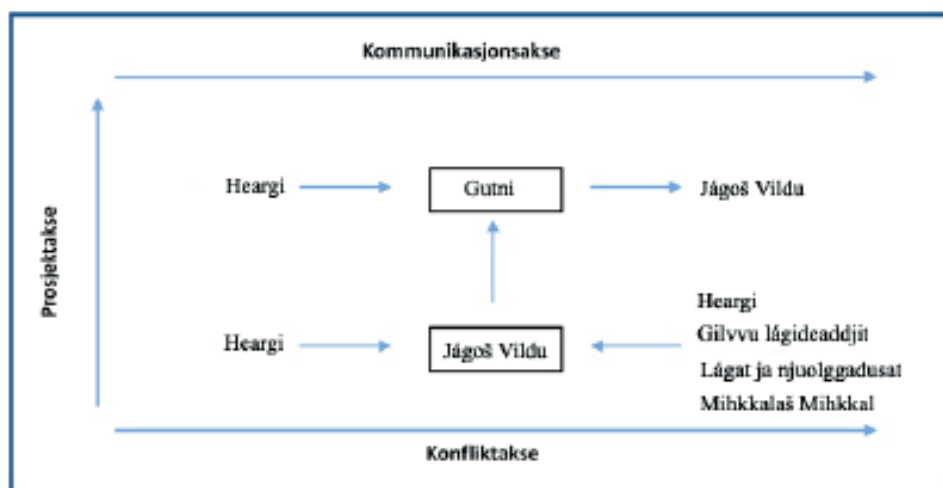 Kommunikasjonsakse
Prosjektakse
Heargi
Gutni
Jágoš Vildu
Heargi
Jágoš Vildu
Heargi
Gilvvu lágideaddjit
Lágat ja njuolggadusat
Mihkkalaš Mihkkal
Konfliktakse